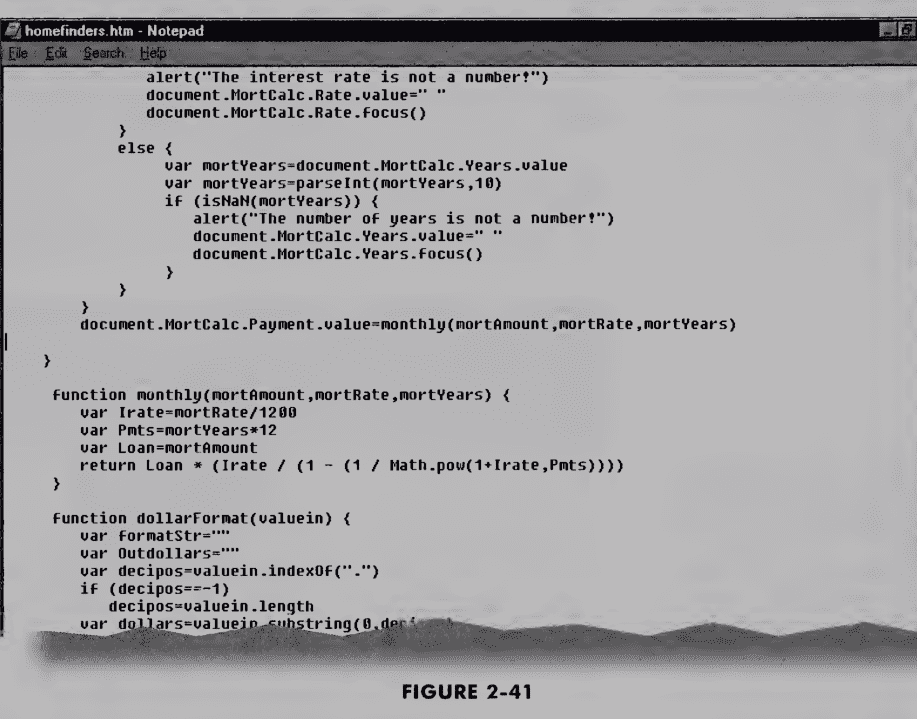 homefinders.htm - Notepad
File Edit Search Help
alert("The interest rate is not a number!")
document.MortCalc.Rate.value=" "
document.MortCalc.Rate.focus()
}
else {
var mortYears=document.MortCalc.Years.value
var mortYears=parseInt(mortYears,10)
if (isNaN(mortYears)) {
alert("The number of years is not a number!")
document.MortCalc.Years.value=" "
document.MortCalc.Years.focus()
}
}
}
document.MortCalc.Payment.value=monthly(mortAmount,mortRate,mortYears)
}
function monthly(mortAmount,mortRate,mortYears) {
var Irate=mortRate/1200
var Pmts=mortYears*12
var Loan=mortAmount
return Loan * (Irate / (1 - (1 / Math.pow(1+Irate,Pmts))))
}
function dollarFormat(valuein) {
var formatStr=""
var Outdollars=""
var decipos=valuein.indexOf(".")
if (decipos==-1)
decipos=valuein.length
var dollars=valuein.substring(0,
FIGURE 2-41